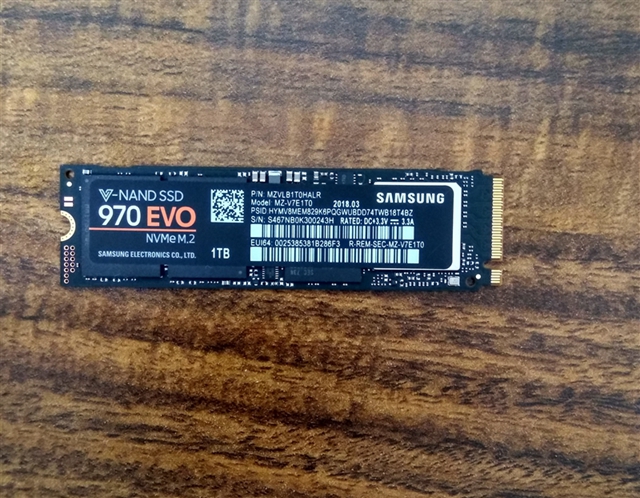 V-NAND SSD
970 EVO
NVMe M.2
SAMSUNG ELECTRONICS CO., LTD.
1TB
P/N: MZVLB1T0HALR
Model: MZ-V7E1T0 2018.03
SAMSUNG
PSID: HYMV8MEM829K6PQGWUBDD74TWB18T4BZ
S/N: S467NB0K300243H RATED: DC+3.3V 3.3A
EUI64: 0025385381B286F3 R-REM-SEC-MZ-V7E1T0